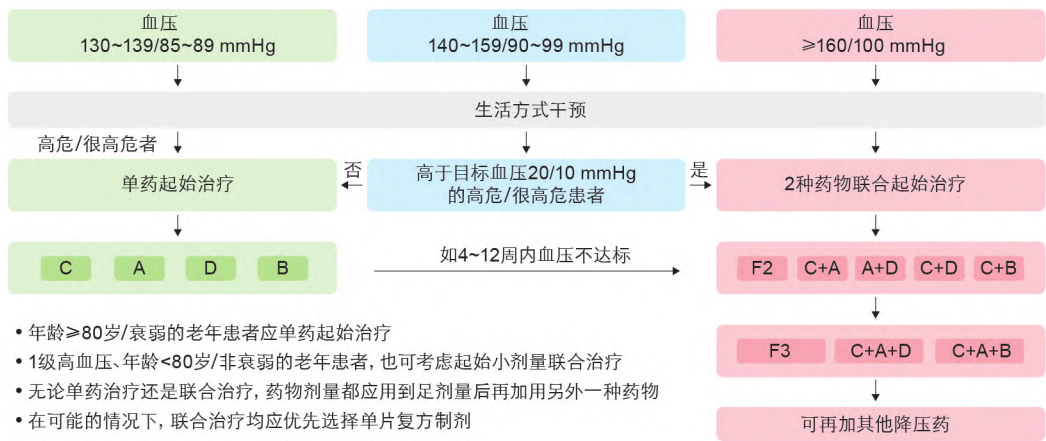 血压
130~139/85~89 mmHg
血压
140~159/90~99 mmHg
血压
≥160/100 mmHg
生活方式干预
高危/很高危者
单药起始治疗
否
高于目标血压20/10 mmHg
的高危/很高危患者
是
2种药物联合起始治疗
C A D B
如4~12周内血压不达标
F2 C+A A+D C+D C+B
F3 C+A+D C+A+B
可再加其他降压药
• 年龄≥80岁/衰弱的老年患者应单药起始治疗
• 1级高血压、年龄<80岁/非衰弱的老年患者, 也可考虑起始小剂量联合治疗
• 无论单药治疗还是联合治疗, 药物剂量都应用到足剂量后再加用另外一种药物
• 在可能的情况下, 联合治疗均应优先选择单片复方制剂